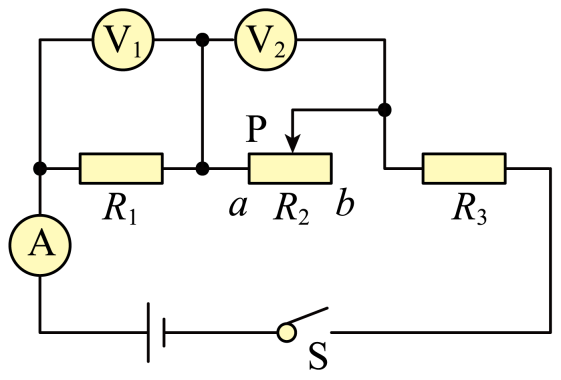 V₁ V₂
P
R₁ a R₂ b R₃
A
S